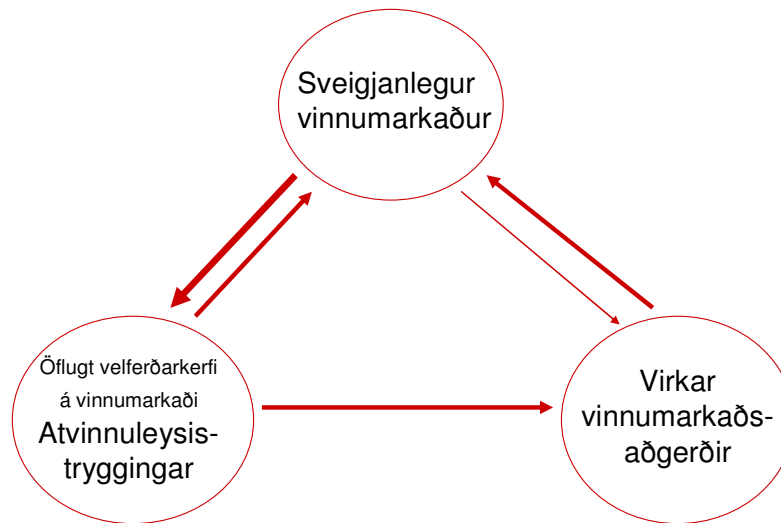 Sveigjanlegur
vinnumarkaður
Öflugt velferðarkerfi
á vinnumarkaði
Atvinnuleysis-
tryggingar
Virkar
vinnumarkaðs-
aðgerðir